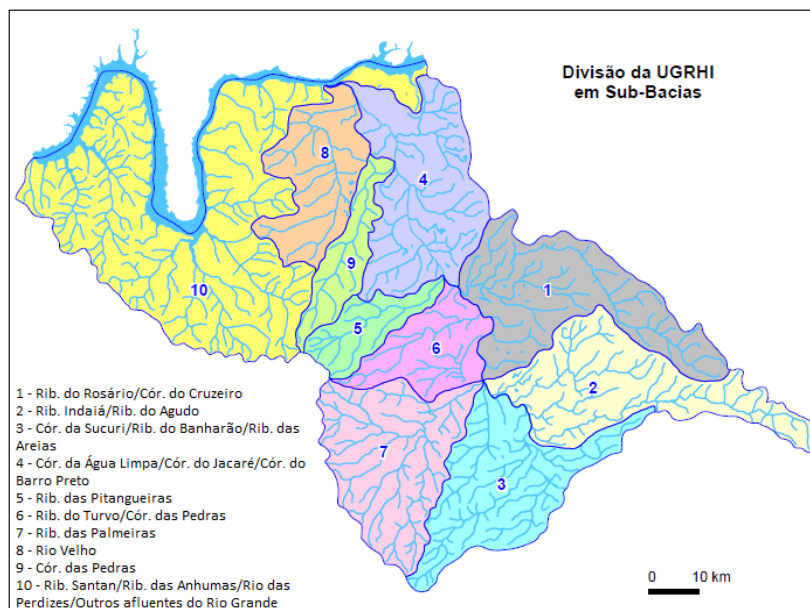 Divisão da UGRHI
em Sub-Bacias
8
4
9
10
1
5
6
2
7
3
1 - Rib. do Rosário/Cór. do Cruzeiro
2 - Rib. Indaiá/Rib. do Agudo
3 - Cór. da Sucuri/Rib. do Banharão/Rib. das
Areias
4 - Cór. da Água Limpa/Cór. do Jacaré/Cór. do
Barro Preto
5 - Rib. das Pitangueiras
6 - Rib. do Turvo/Cór. das Pedras
7 - Rib. das Palmeiras
8 - Rio Velho
9 - Cór. das Pedras
10 - Rib. Santan/Rib. das Anhumas/Rio das
Perdizes/Outros afluentes do Rio Grande
0 10 km